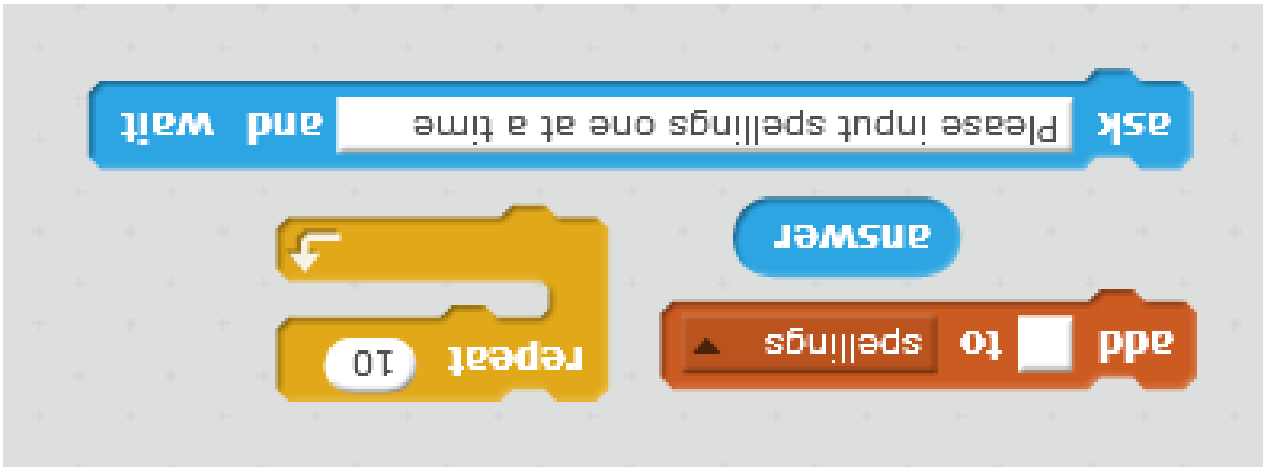 add to spellings
repeat 10
answer
ask Please input spellings one at a time and wait